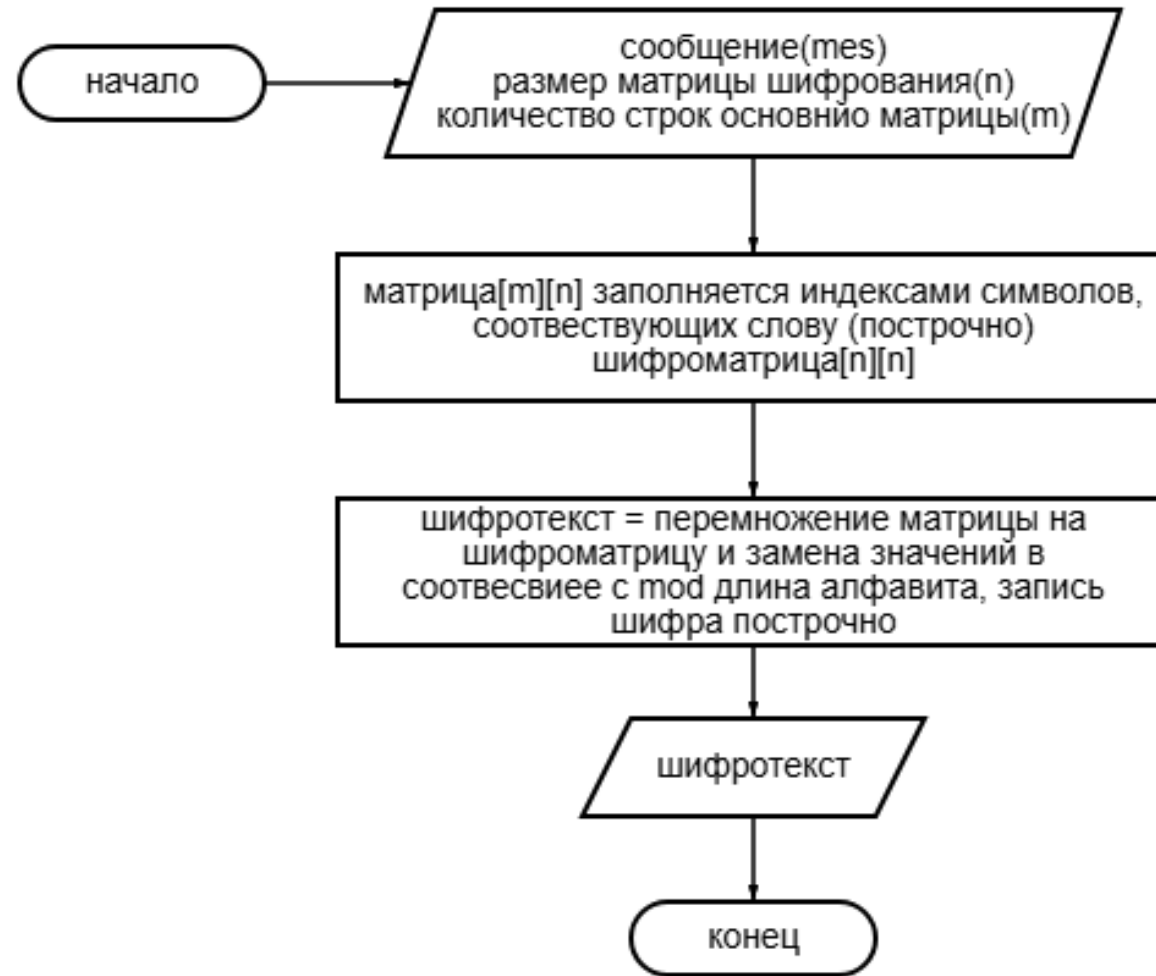 начало
сообщение(mes)
размер матрицы шифрования(n)
количество строк основнйо матрицы(m)
матрица[m][n] заполняется индексами символов,
соотвествующих слову (построчно)
шифроматрица[n][n]
шифротекст = перемножение матрицы на
шифроматрицу и замена значений в
соотвесвиее с mod длина алфавита, запись
шифра построчно
шифротекст
конец